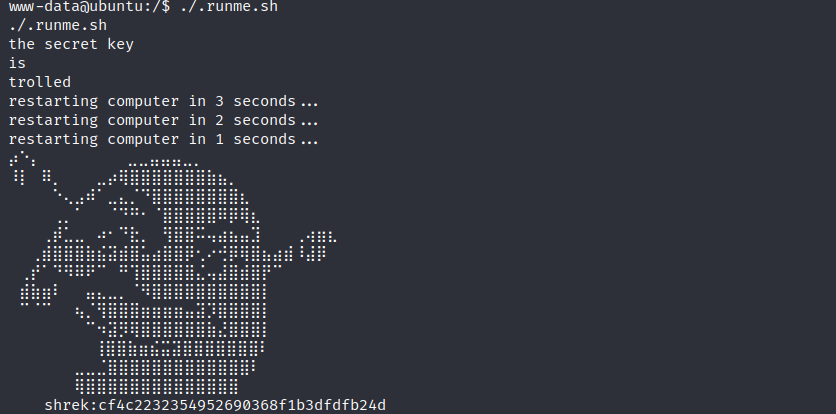 www-data@ubuntu:/$ ./.runme.sh
./.runme.sh
the secret key
is
trolled
restarting computer in 3 seconds...
restarting computer in 2 seconds...
restarting computer in 1 seconds...
shrek:cf4c2232354952690368f1b3dfdfb24d